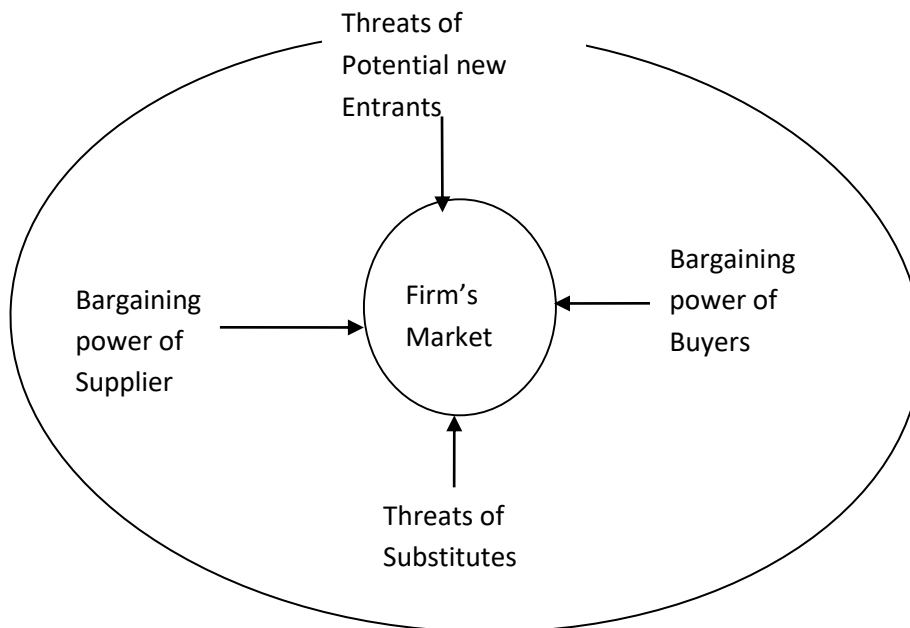 Threats of
Potential new
Entrants
Bargaining
power of
Supplier
Firm’s
Market
Bargaining
power of
Buyers
Threats of
Substitutes